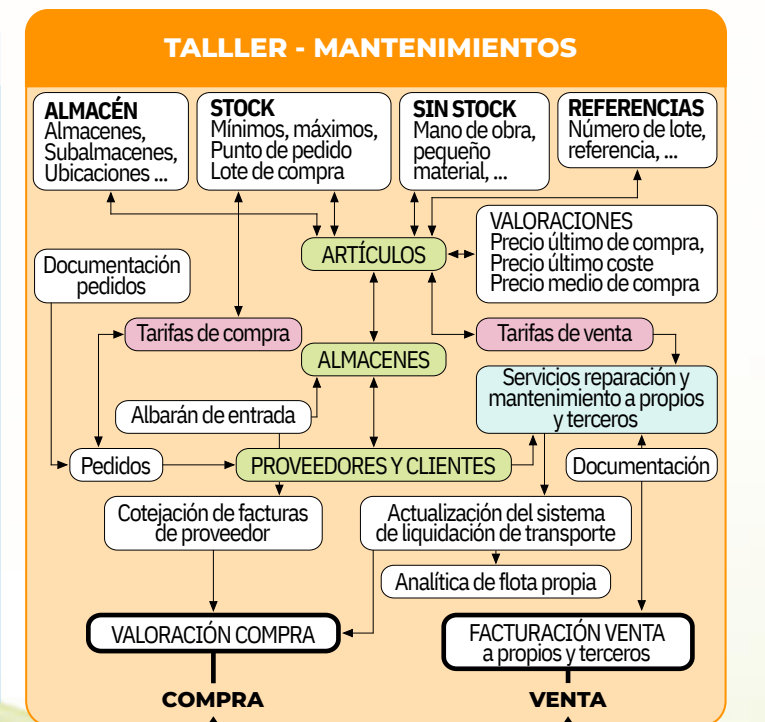 TALLLER - MANTENIMIENTOS
ALMACÉN
Almacenes,
Subalmacenes,
Ubicaciones ...
STOCK
Mínimos, máximos,
Punto de pedido
Lote de compra
SIN STOCK
Mano de obra,
pequeño
material, ...
REFERENCIAS
Número de lote,
referencia, ...
ARTÍCULOS
VALORACIONES
Precio último de compra,
Precio último coste
Precio medio de compra
Documentación
pedidos
Tarifas de compra
Tarifas de venta
ALMACENES
Servicios reparación y
mantenimiento a propios
y terceros
Albarán de entrada
Pedidos
PROVEEDORES Y CLIENTES
Documentación
Cotejación de facturas
de proveedor
Actualización del sistema
de liquidación de transporte
Analítica de flota propia
VALORACIÓN COMPRA
FACTURACIÓN VENTA
a propios y terceros
COMPRA
VENTA